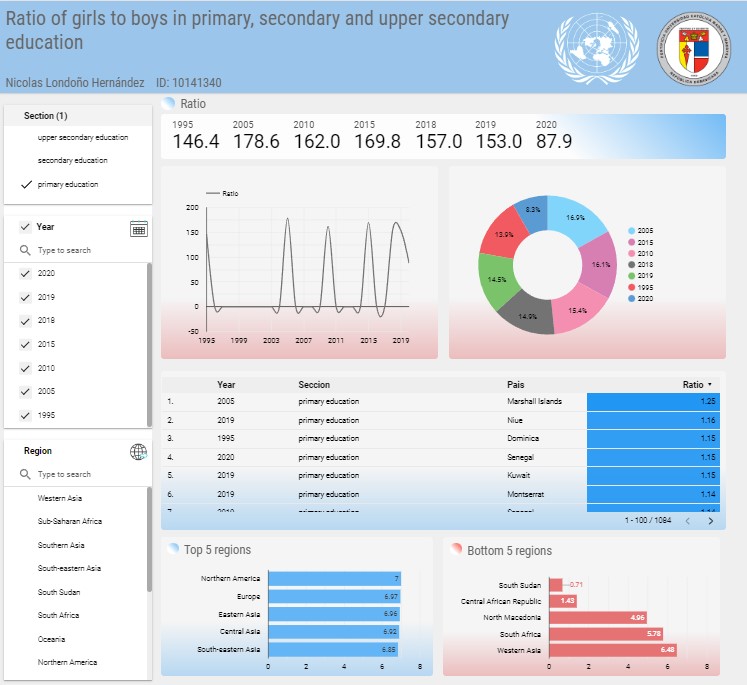 Ratio of girls to boys in primary, secondary and upper secondary
education
Nicolas Londoño Hernández ID: 10141340
Section (1)
upper secondary education
secondary education
primary education
Year
Type to search
2020
2019
2018
2015
2010
2005
1995
Region
Type to search
Western Asia
Sub-Saharan Africa
Southern Asia
South-eastern Asia
South Sudan
South Africa
Oceania
Northern America
Ratio
1995 2005 2010 2015 2018 2019 2020
146.4 178.6 162.0 169.8 157.0 153.0 87.9
Ratio
200
150
100
50
0
-50
1995 1999 2003 2007 2011 2015 2019
8.3%
16.9%
13.9%
16.1%
14.5%
14.9%
15.4%
2005
2015
2010
2018
2019
1995
2020
Year Seccion Pais Ratio
1. 2005 primary education Marshall Islands 1.25
2. 2019 primary education Niue 1.16
3. 1995 primary education Dominica 1.15
4. 2020 primary education Senegal 1.15
5. 2019 primary education Kuwait 1.15
6. 2019 primary education Montserrat 1.14
1 - 100 / 1084
Top 5 regions
Northern America 7
Europe 6.97
Eastern Asia 6.96
Central Asia 6.92
South-eastern Asia 6.85
0 2 4 6 8
Bottom 5 regions
South Sudan 0.71
Central African Republic 1.43
North Macedonia 4.96
South Africa 5.78
Western Asia 6.48
0 2 4 6 8